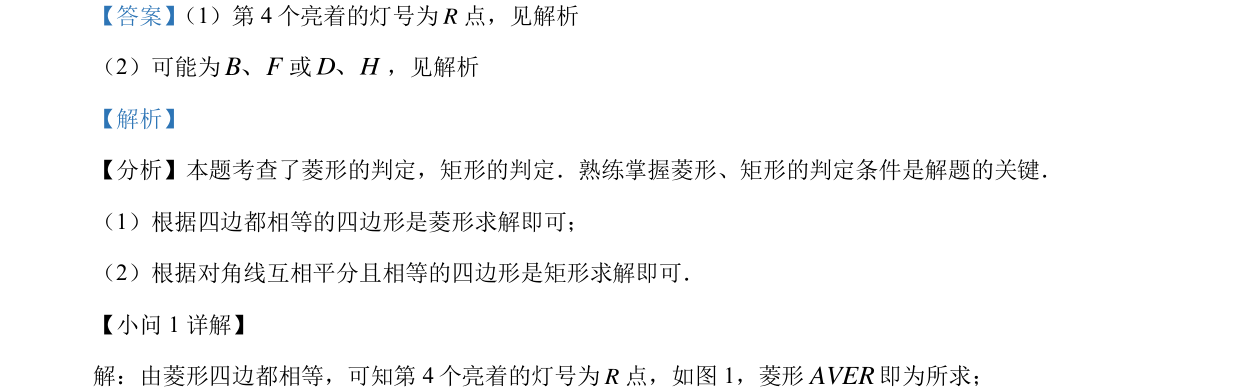 【答案】（1）第 4 个亮着的灯号为 R 点，见解析
（2）可能为 B、F 或 D、H ，见解析
【解析】
【分析】本题考查了菱形的判定，矩形的判定．熟练掌握菱形、矩形的判定条件是解题的关键．
（1）根据四边都相等的四边形是菱形求解即可；
（2）根据对角线互相平分且相等的四边形是矩形求解即可．
【小问 1 详解】
解：由菱形四边都相等，可知第 4 个亮着的灯号为 R 点，如图 1，菱形 AVER 即为所求；